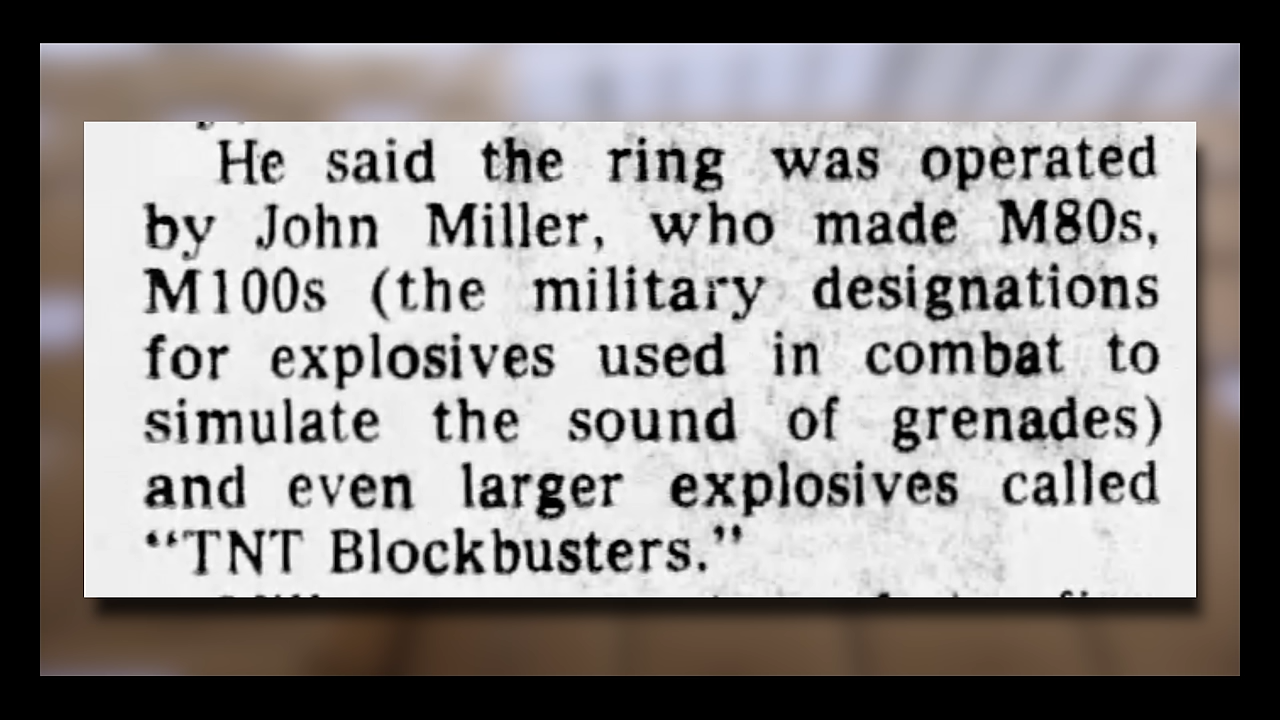 He said the ring was operated
by John Miller, who made M80s,
M100s (the military designations
for explosives used in combat to
simulate the sound of grenades)
and even larger explosives called
“TNT Blockbusters.”